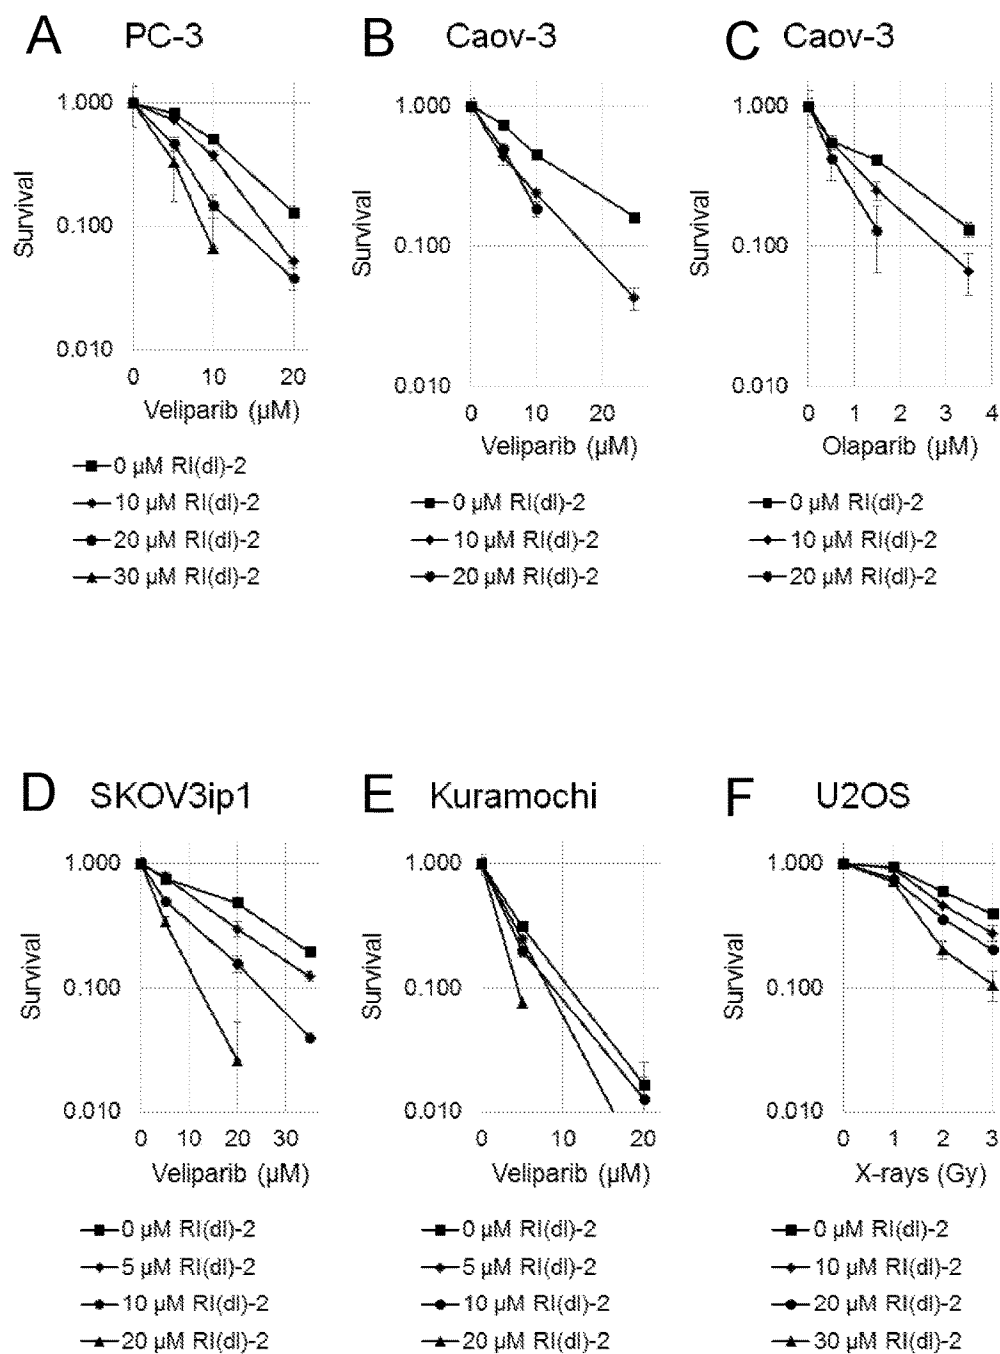 A PC-3
1.000
0.100
0.010
Survival
0 10 20
Veliparib (µM)
0 µM RI(dl)-2
10 µM RI(dl)-2
20 µM RI(dl)-2
30 µM RI(dl)-2
B Caov-3
1.000
0.100
0.010
Survival
0 10 20
Veliparib (µM)
0 µM RI(dl)-2
10 µM RI(dl)-2
20 µM RI(dl)-2
C Caov-3
1.000
0.100
0.010
Survival
0 1 2 3 4
Olaparib (µM)
0 µM RI(dl)-2
10 µM RI(dl)-2
20 µM RI(dl)-2
D SKOV3ip1
1.000
0.100
0.010
Survival
0 10 20 30
Veliparib (µM)
0 µM RI(dl)-2
5 µM RI(dl)-2
10 µM RI(dl)-2
20 µM RI(dl)-2
E Kuramochi
1.000
0.100
0.010
Survival
0 10 20
Veliparib (µM)
0 µM RI(dl)-2
5 µM RI(dl)-2
10 µM RI(dl)-2
20 µM RI(dl)-2
F U2OS
1.000
0.100
0.010
Survival
0 1 2 3
X-rays (Gy)
0 µM RI(dl)-2
10 µM RI(dl)-2
20 µM RI(dl)-2
30 µM RI(dl)-2